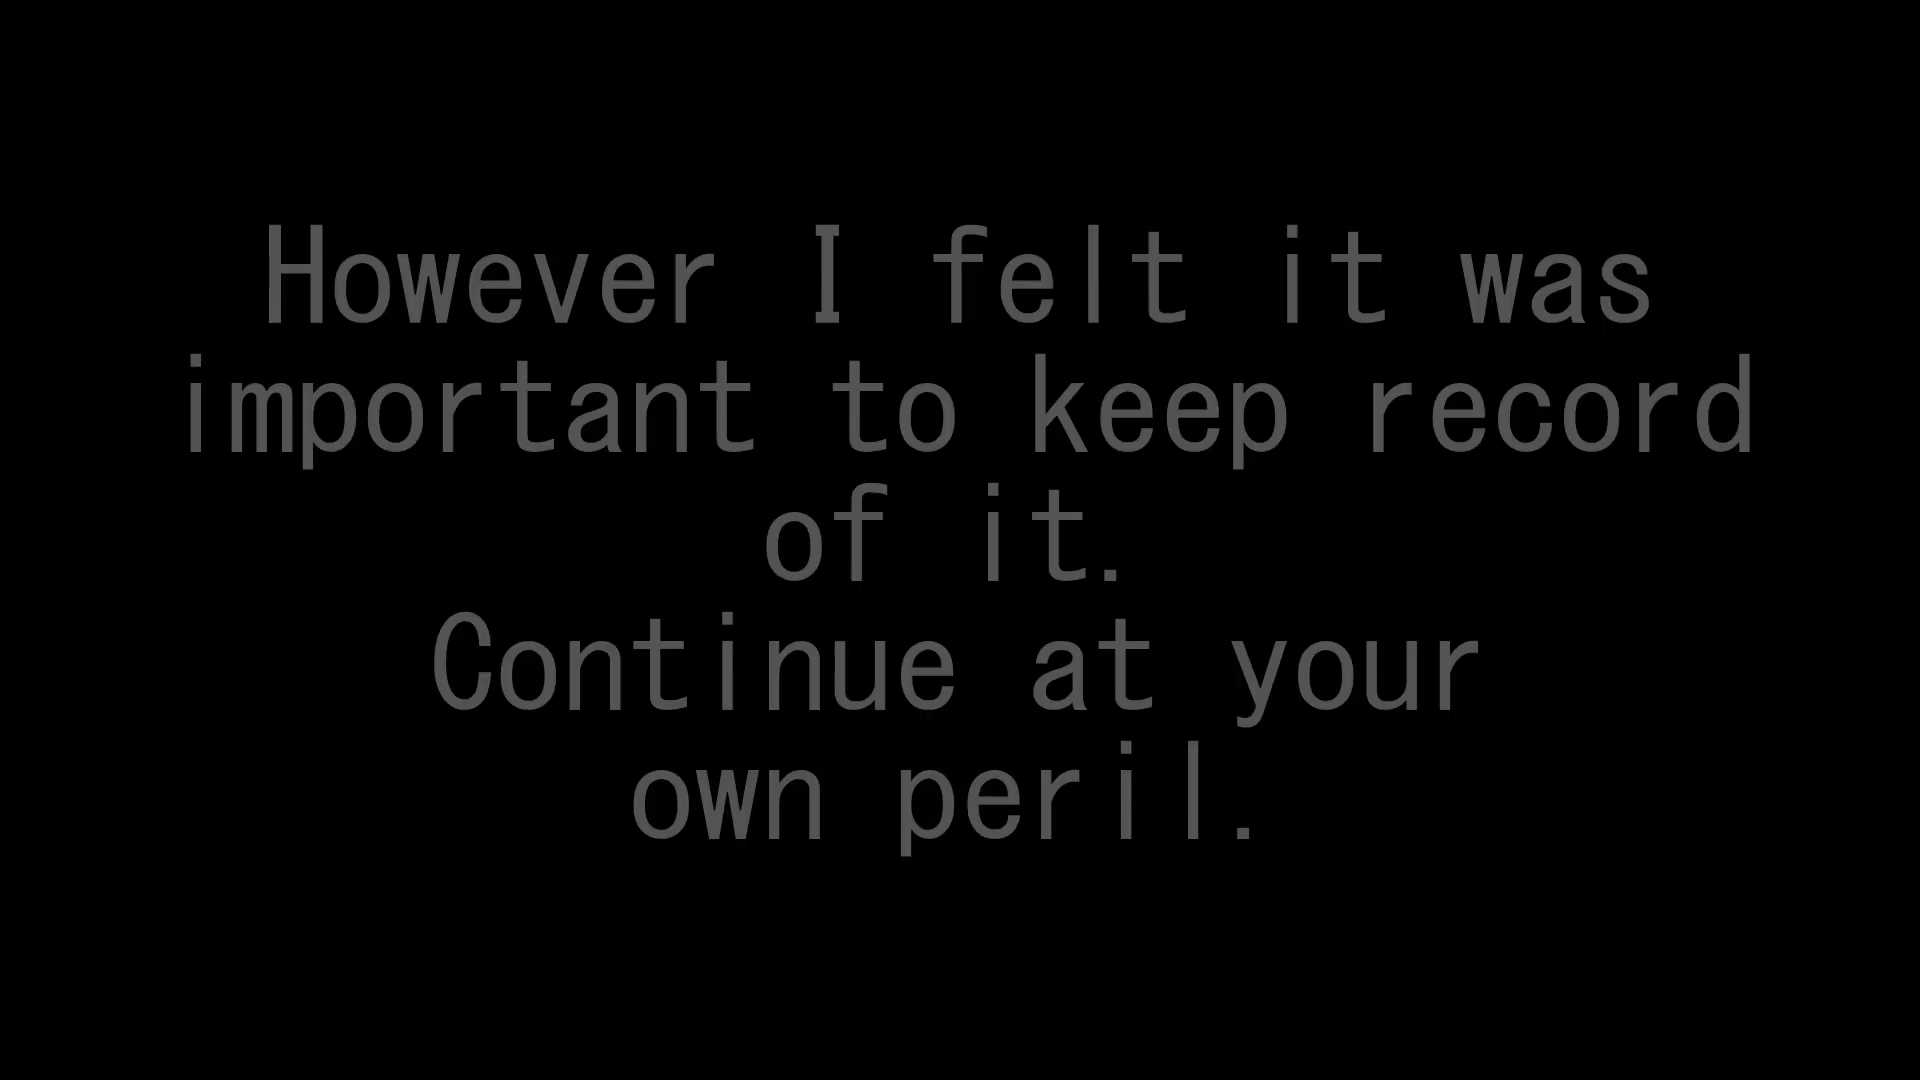 However I felt it was
important to keep record
of it.
Continue at your
own peril.